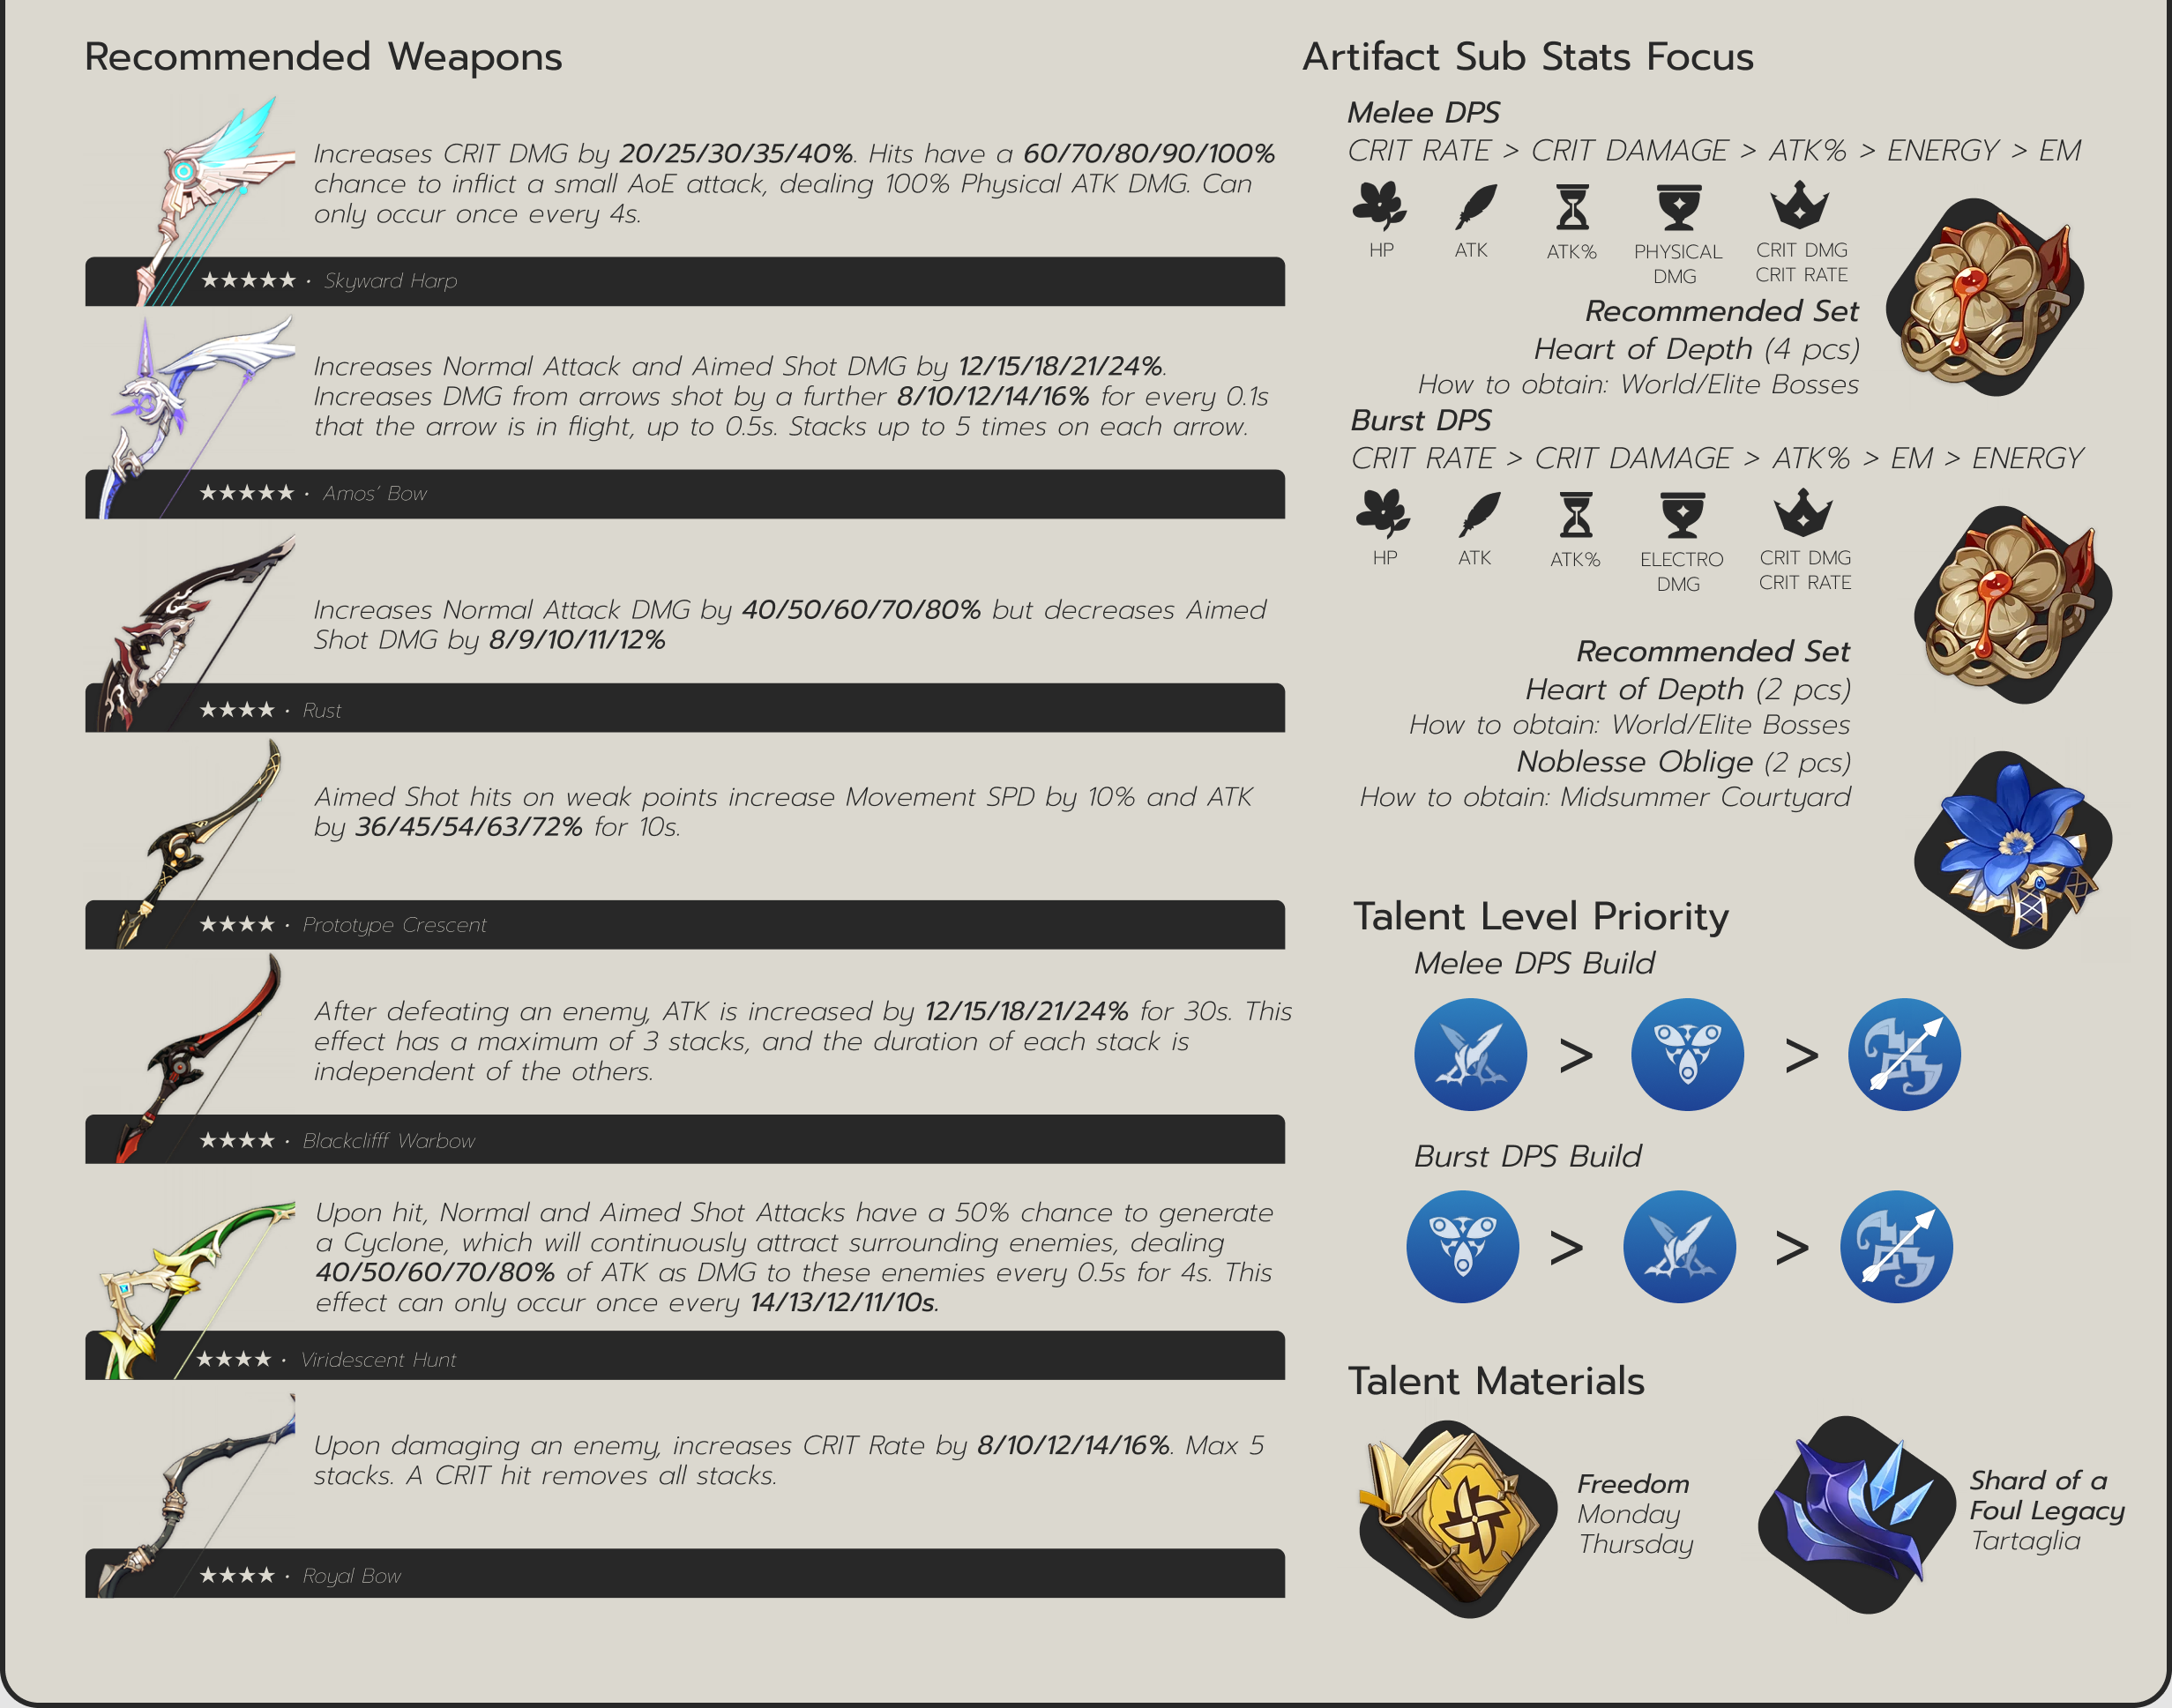 Recommended Weapons
Increases CRIT DMG by 20/25/30/35/40%. Hits have a 60/70/80/90/100%
chance to inflict a small AoE attack, dealing 100% Physical ATK DMG. Can
only occur once every 4s.
★★★★★ • Skyward Harp
Increases Normal Attack and Aimed Shot DMG by 12/15/18/21/24%.
Increases DMG from arrows shot by a further 8/10/12/14/16% for every 0.1s
that the arrow is in flight, up to 0.5s. Stacks up to 5 times on each arrow.
★★★★★ • Amos' Bow
Increases Normal Attack DMG by 40/50/60/70/80% but decreases Aimed
Shot DMG by 8/9/10/11/12%
★★★★ • Rust
Aimed Shot hits on weak points increase Movement SPD by 10% and ATK
by 36/45/54/63/72% for 10s.
★★★★ • Prototype Crescent
After defeating an enemy, ATK is increased by 12/15/18/21/24% for 30s. This
effect has a maximum of 3 stacks, and the duration of each stack is
independent of the others.
★★★★ • Blackclifff Warbow
Upon hit, Normal and Aimed Shot Attacks have a 50% chance to generate
a Cyclone, which will continuously attract surrounding enemies, dealing
40/50/60/70/80% of ATK as DMG to these enemies every 0.5s for 4s. This
effect can only occur once every 14/13/12/11/10s.
★★★★ • Viridescent Hunt
Upon damaging an enemy, increases CRIT Rate by 8/10/12/14/16%. Max 5
stacks. A CRIT hit removes all stacks.
★★★★ • Royal Bow
Artifact Sub Stats Focus
Melee DPS
CRIT RATE > CRIT DAMAGE > ATK% > ENERGY > EM
HP ATK ATK% PHYSICAL DMG CRIT DMG CRIT RATE
Recommended Set
Heart of Depth (4 pcs)
How to obtain: World/Elite Bosses
Burst DPS
CRIT RATE > CRIT DAMAGE > ATK% > EM > ENERGY
HP ATK ATK% ELECTRO DMG CRIT DMG CRIT RATE
Recommended Set
Heart of Depth (2 pcs)
How to obtain: World/Elite Bosses
Noblesse Oblige (2 pcs)
How to obtain: Midsummer Courtyard
Talent Level Priority
Melee DPS Build
> >
Burst DPS Build
> >
Talent Materials
Freedom
Monday
Thursday
Shard of a
Foul Legacy
Tartaglia